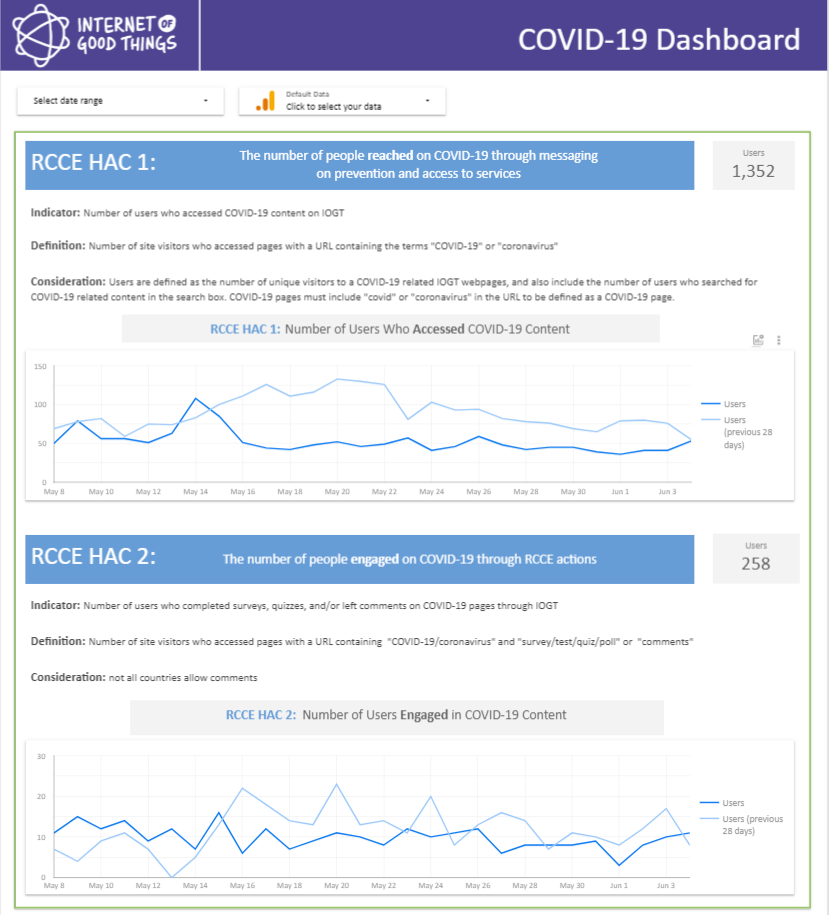 INTERNET OF
GOOD THINGS
COVID-19 Dashboard
Select date range
Default Data
Click to select your data
RCCE HAC 1:
The number of people reached on COVID-19 through messaging
on prevention and access to services
Users
1,352
Indicator: Number of users who accessed COVID-19 content on IOGT
Definition: Number of site visitors who accessed pages with a URL containing the terms "COVID-19" or "coronavirus"
Consideration: Users are defined as the number of unique visitors to a COVID-19 related IOGT webpages, and also include the number of users who searched for
COVID-19 related content in the search box. COVID-19 pages must include "covid" or "coronavirus" in the URL to be defined as a COVID-19 page.
RCCE HAC 1: Number of Users Who Accessed COVID-19 Content
150
100
50
0
May 8 May 10 May 12 May 14 May 16 May 18 May 20 May 22 May 24 May 26 May 28 May 30 Jun 1 Jun 3
Users
Users
(previous 28
days)
RCCE HAC 2:
The number of people engaged on COVID-19 through RCCE actions
Users
258
Indicator: Number of users who completed surveys, quizzes, and/or left comments on COVID-19 pages through IOGT
Definition: Number of site visitors who accessed pages with a URL containing "COVID-19/coronavirus" and "survey/test/quiz/poll" or "comments"
Consideration: not all countries allow comments
RCCE HAC 2: Number of Users Engaged in COVID-19 Content
30
20
10
0
May 8 May 10 May 12 May 14 May 16 May 18 May 20 May 22 May 24 May 26 May 28 May 30 Jun 1 Jun 3
Users
Users (previous
28 days)